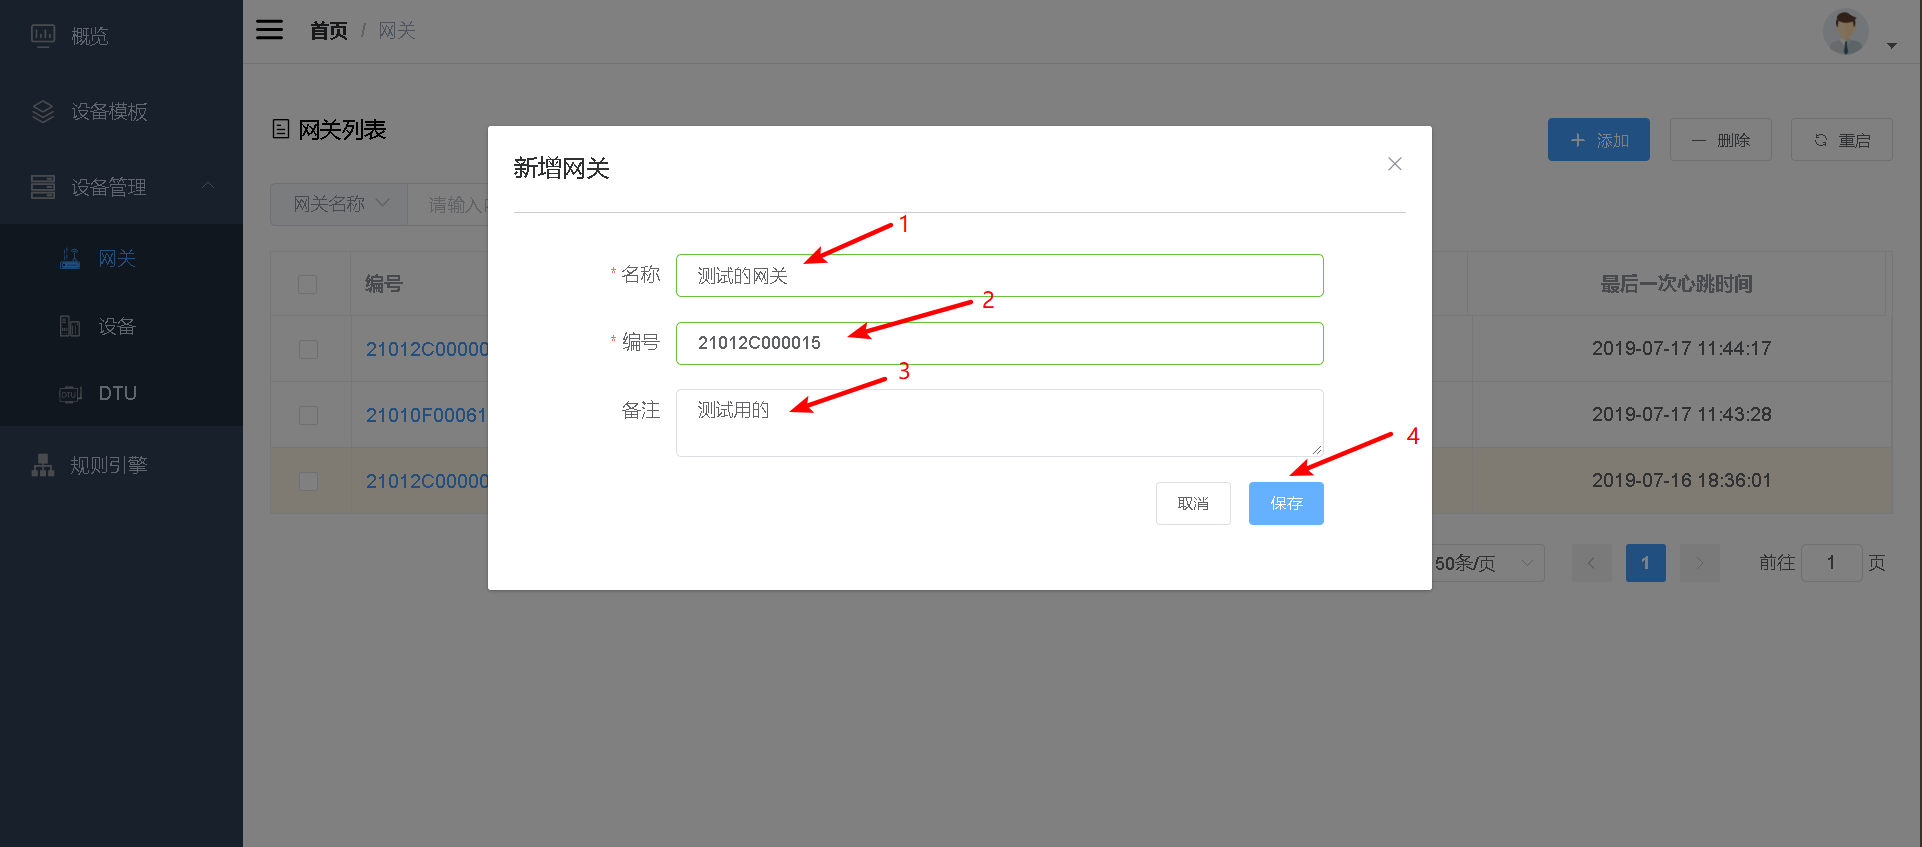 概览
设备模板
设备管理
网关
设备
DTU
规则引擎
首页 / 网关
网关列表
添加
删除
重启
网关名称
请输入
编号
最后一次心跳时间
21012C00000
2019-07-17 11:44:17
21010F00061
2019-07-17 11:43:28
21012C00000
2019-07-16 18:36:01
50条/页
1
前往 1 页
新增网关
1
* 名称 测试的网关
2
* 编号 21012C000015
3
备注 测试用的
4
取消
保存